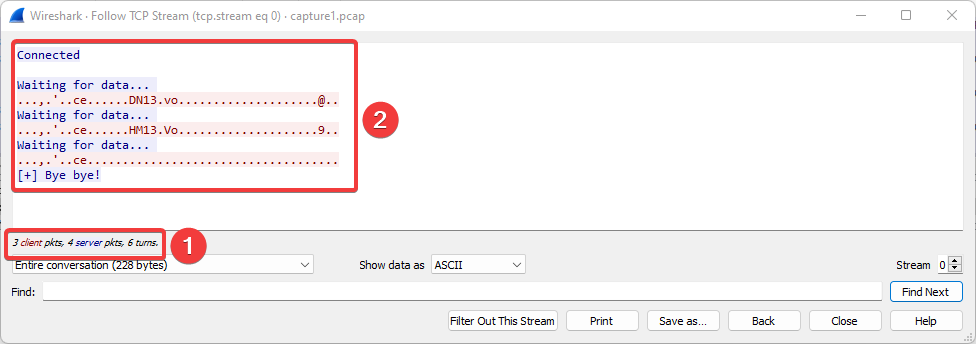 Wireshark · Follow TCP Stream (tcp.stream eq 0) · capture1.pcap
Connected
Waiting for data...
...,.'..ce......DN13.vo....................@..
Waiting for data...
...,.'..ce......HM13.Vo....................9..
Waiting for data...
...,.'..ce....................................
[+] Bye bye!
2
3 client pkts, 4 server pkts, 6 turns.
1
Entire conversation (228 bytes)
Show data as ASCII
Stream 0
Find:
Find Next
Filter Out This Stream
Print
Save as...
Back
Close
Help